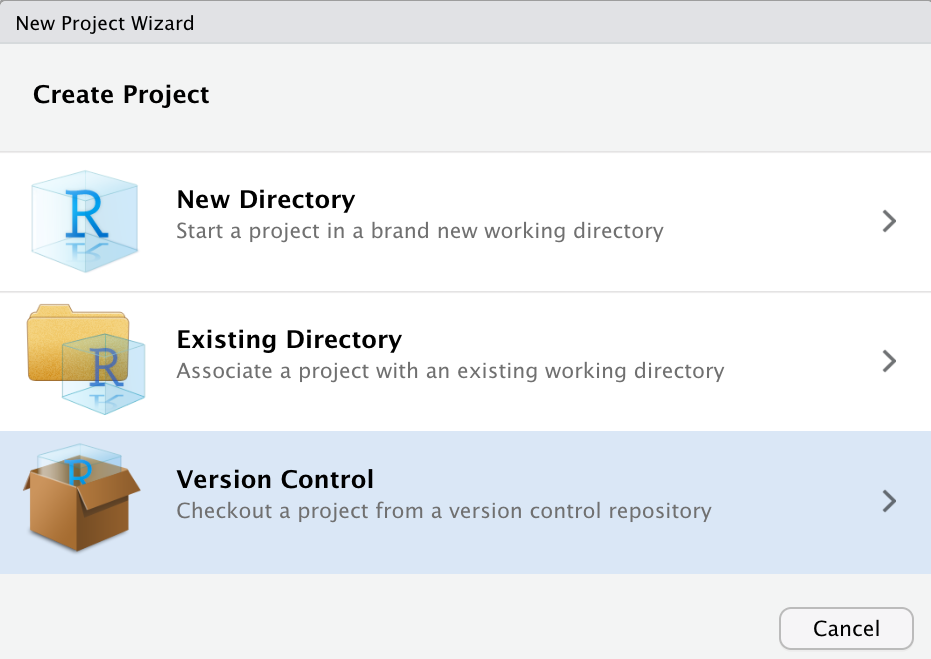 New Project Wizard
Create Project
R
New Directory
Start a project in a brand new working directory
R
Existing Directory
Associate a project with an existing working directory
R
Version Control
Checkout a project from a version control repository
Cancel